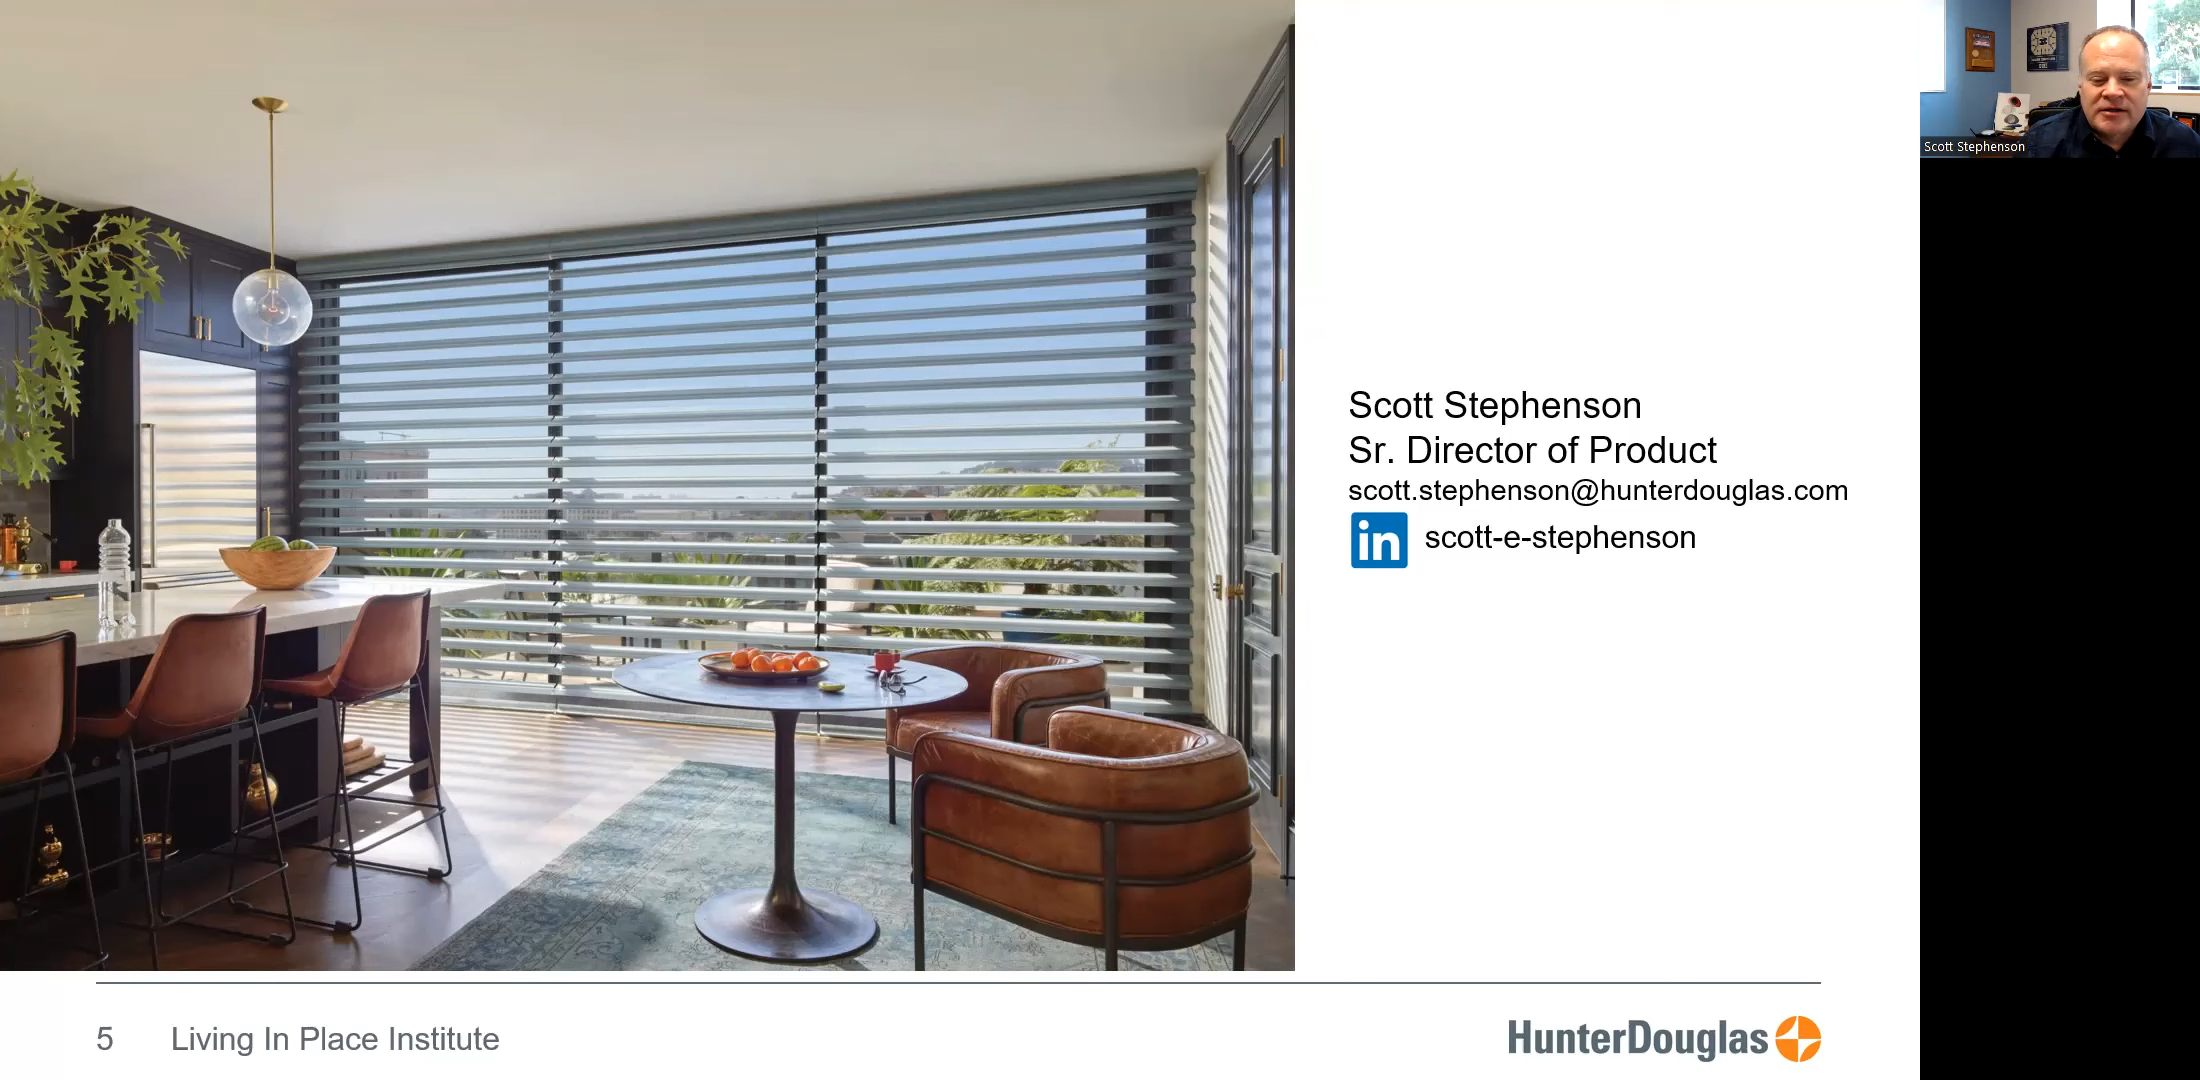 Scott Stephenson
Scott Stephenson
Sr. Director of Product
scott.stephenson@hunterdouglas.com
in scott-e-stephenson
5 Living In Place Institute
HunterDouglas